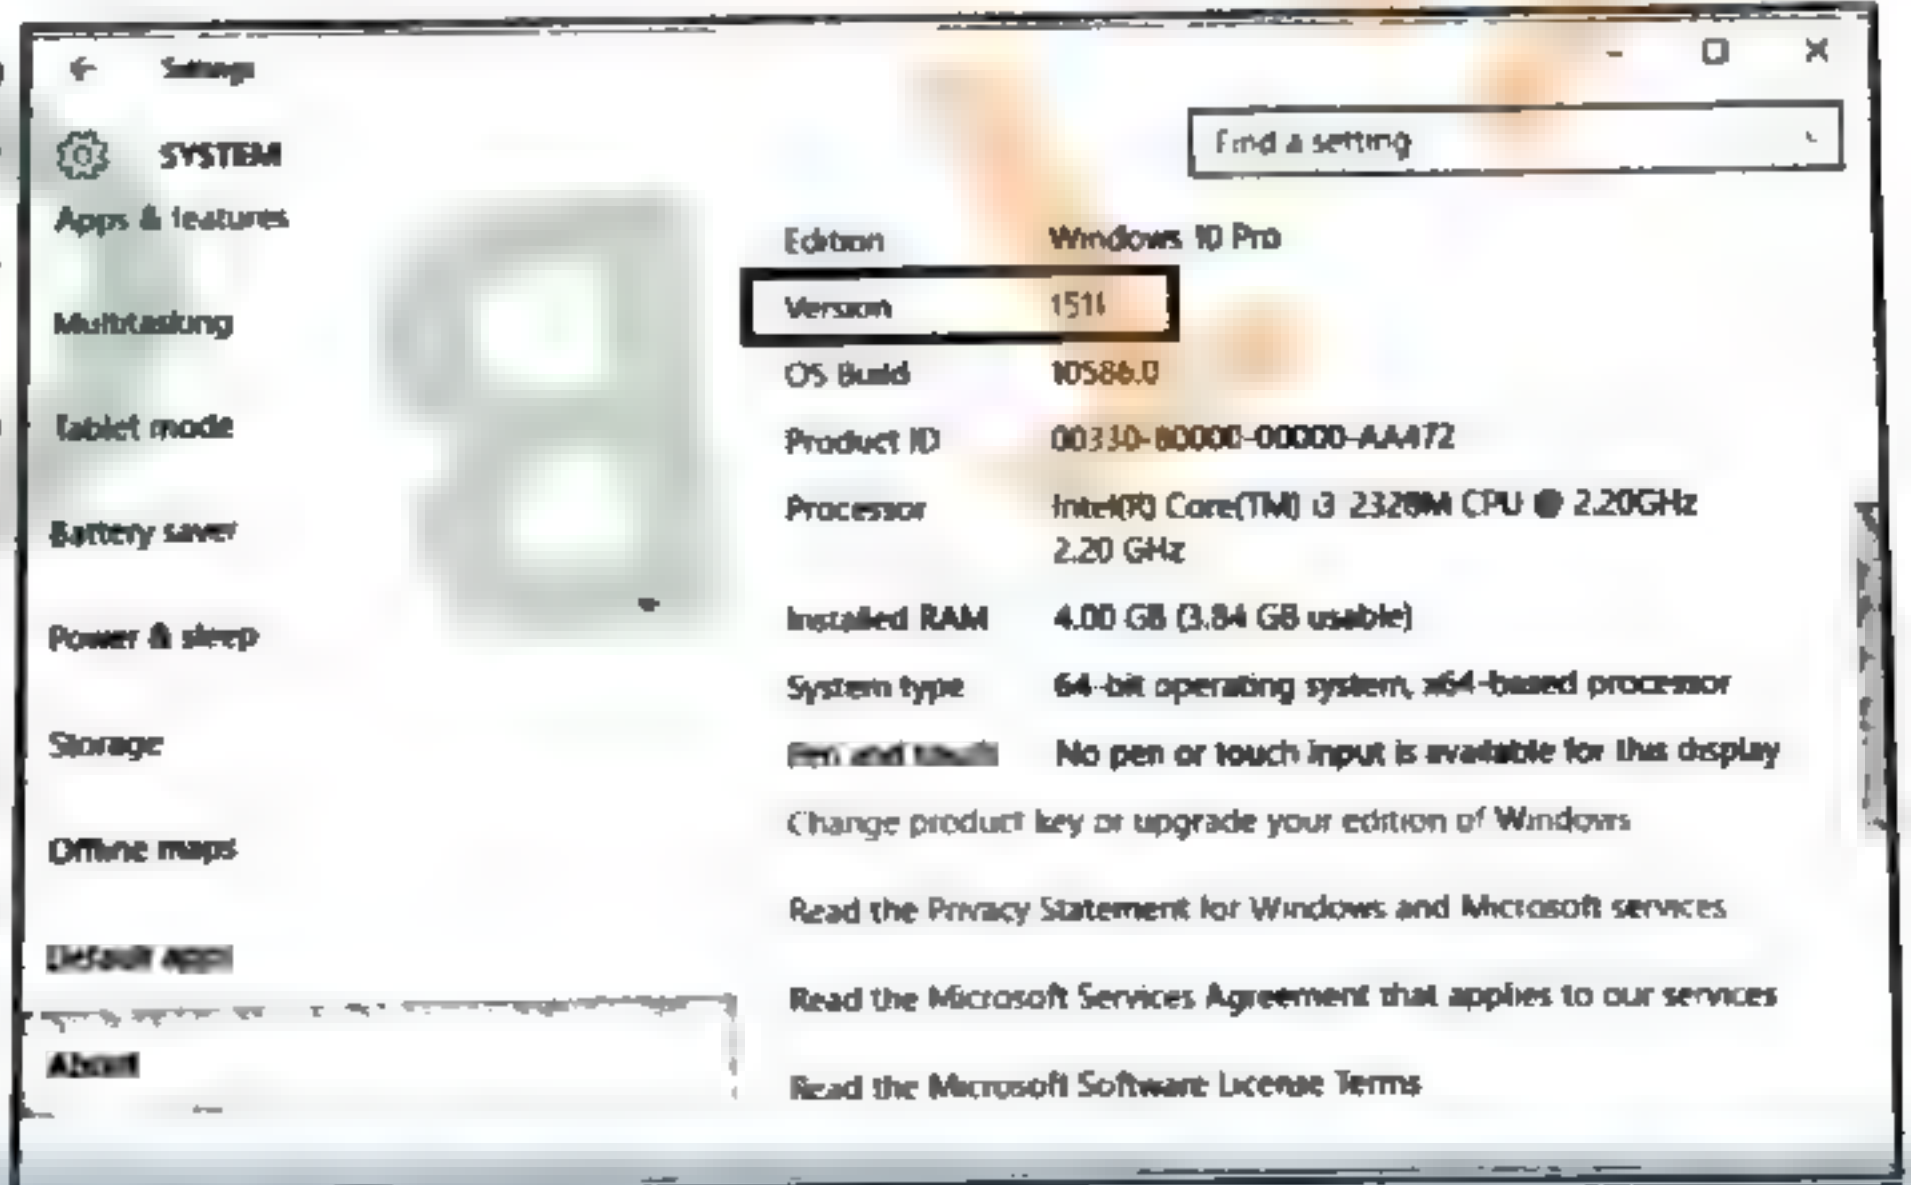 Settings
SYSTEM
Find a setting
Apps & features
Multitasking
Tablet mode
Battery saver
Power & sleep
Storage
Offline maps
Default apps
About
Edition Windows 10 Pro
Version 1511
OS Build 10586.0
Product ID 00330-80000-00000-AA472
Processor Intel(R) Core(TM) i3-2328M CPU @ 2.20GHz
2.20 GHz
Installed RAM 4.00 GB (3.84 GB usable)
System type 64-bit operating system, x64-based processor
Pen and touch No pen or touch input is available for this display
Change product key or upgrade your edition of Windows
Read the Privacy Statement for Windows and Microsoft services
Read the Microsoft Services Agreement that applies to our services
Read the Microsoft Software License Terms